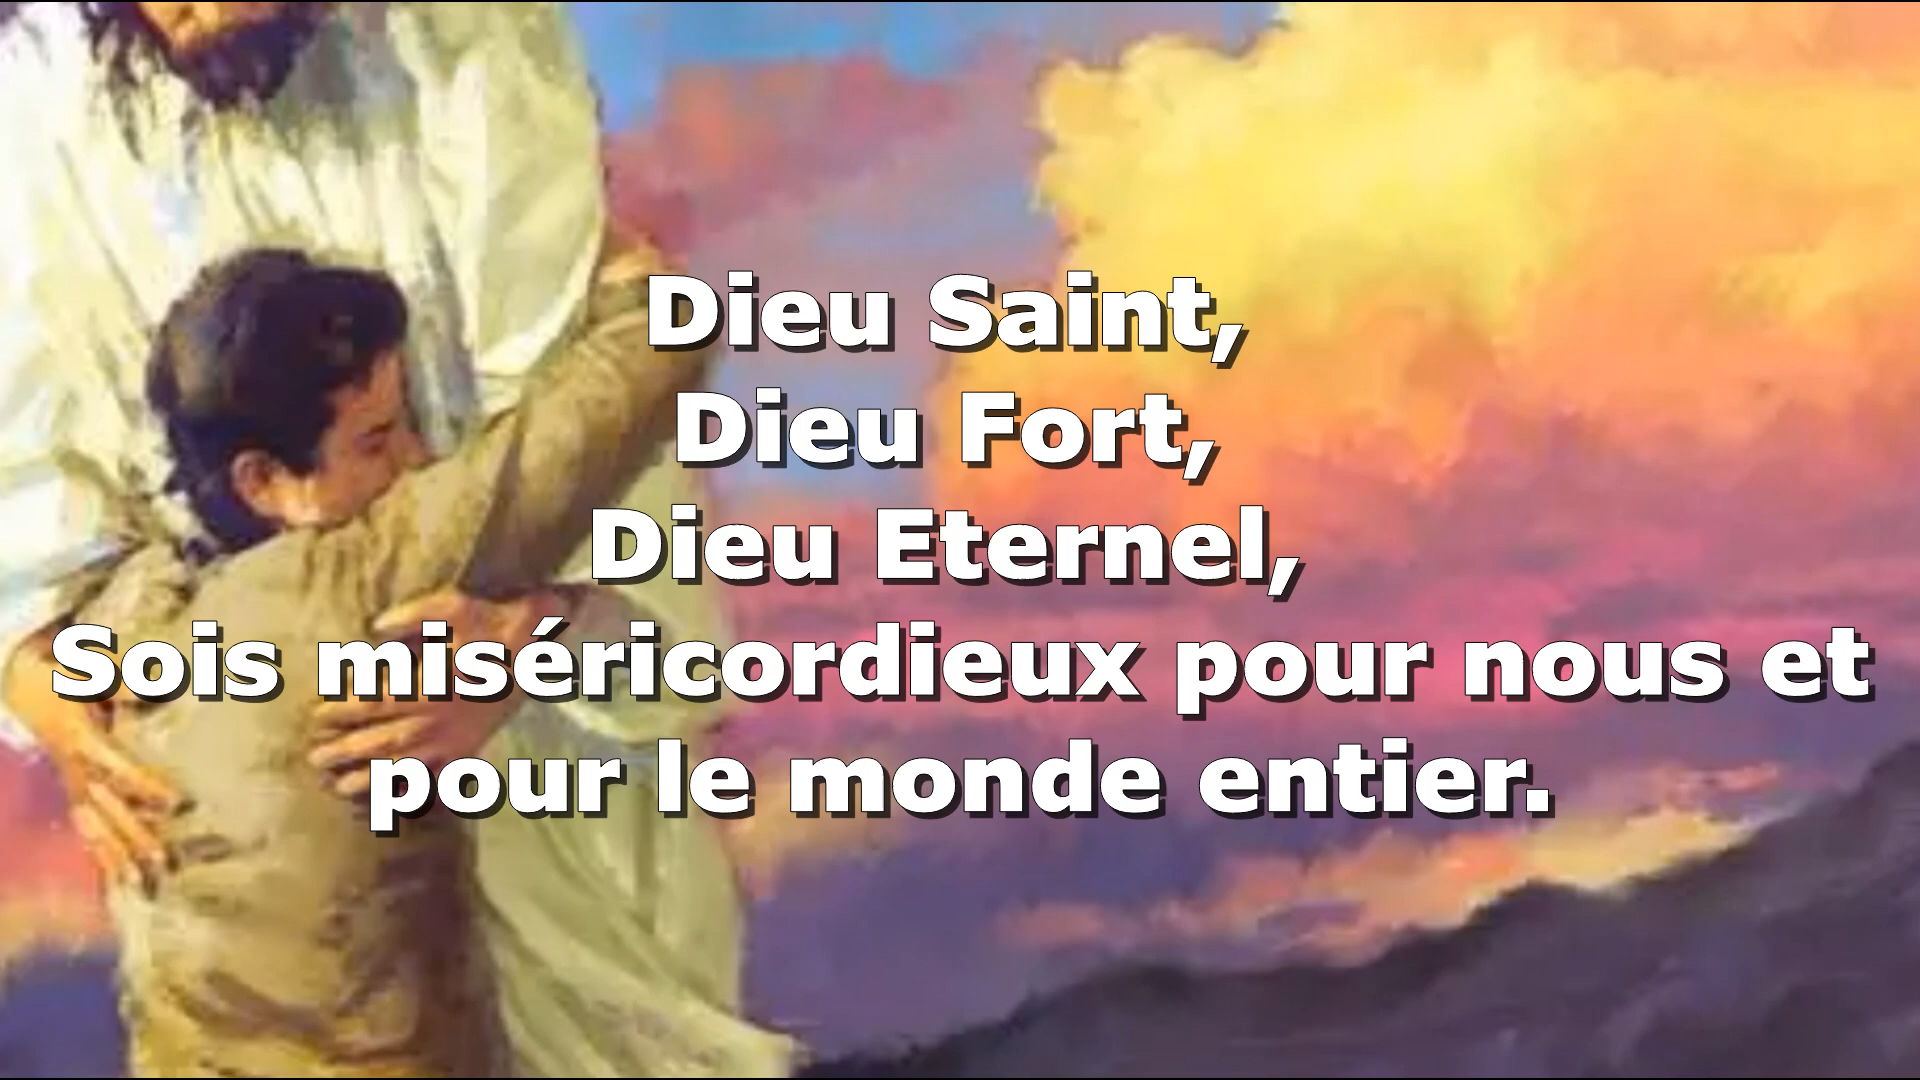 Dieu Saint,
Dieu Fort,
Dieu Eternel,
Sois miséricordieux pour nous et
pour le monde entier.